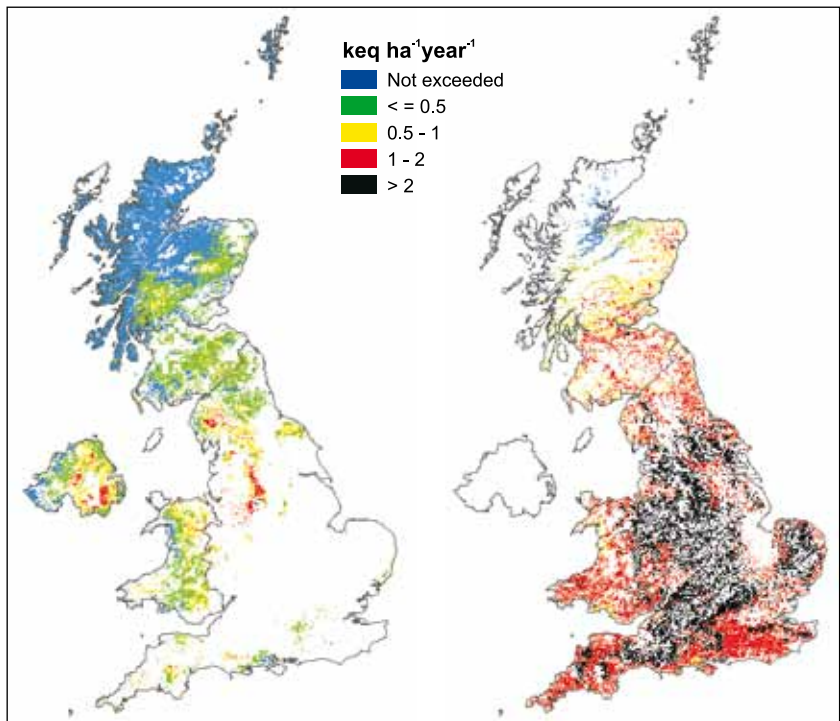 keq ha⁻¹year⁻¹
Not exceeded
< = 0.5
0.5 - 1
1 - 2
> 2